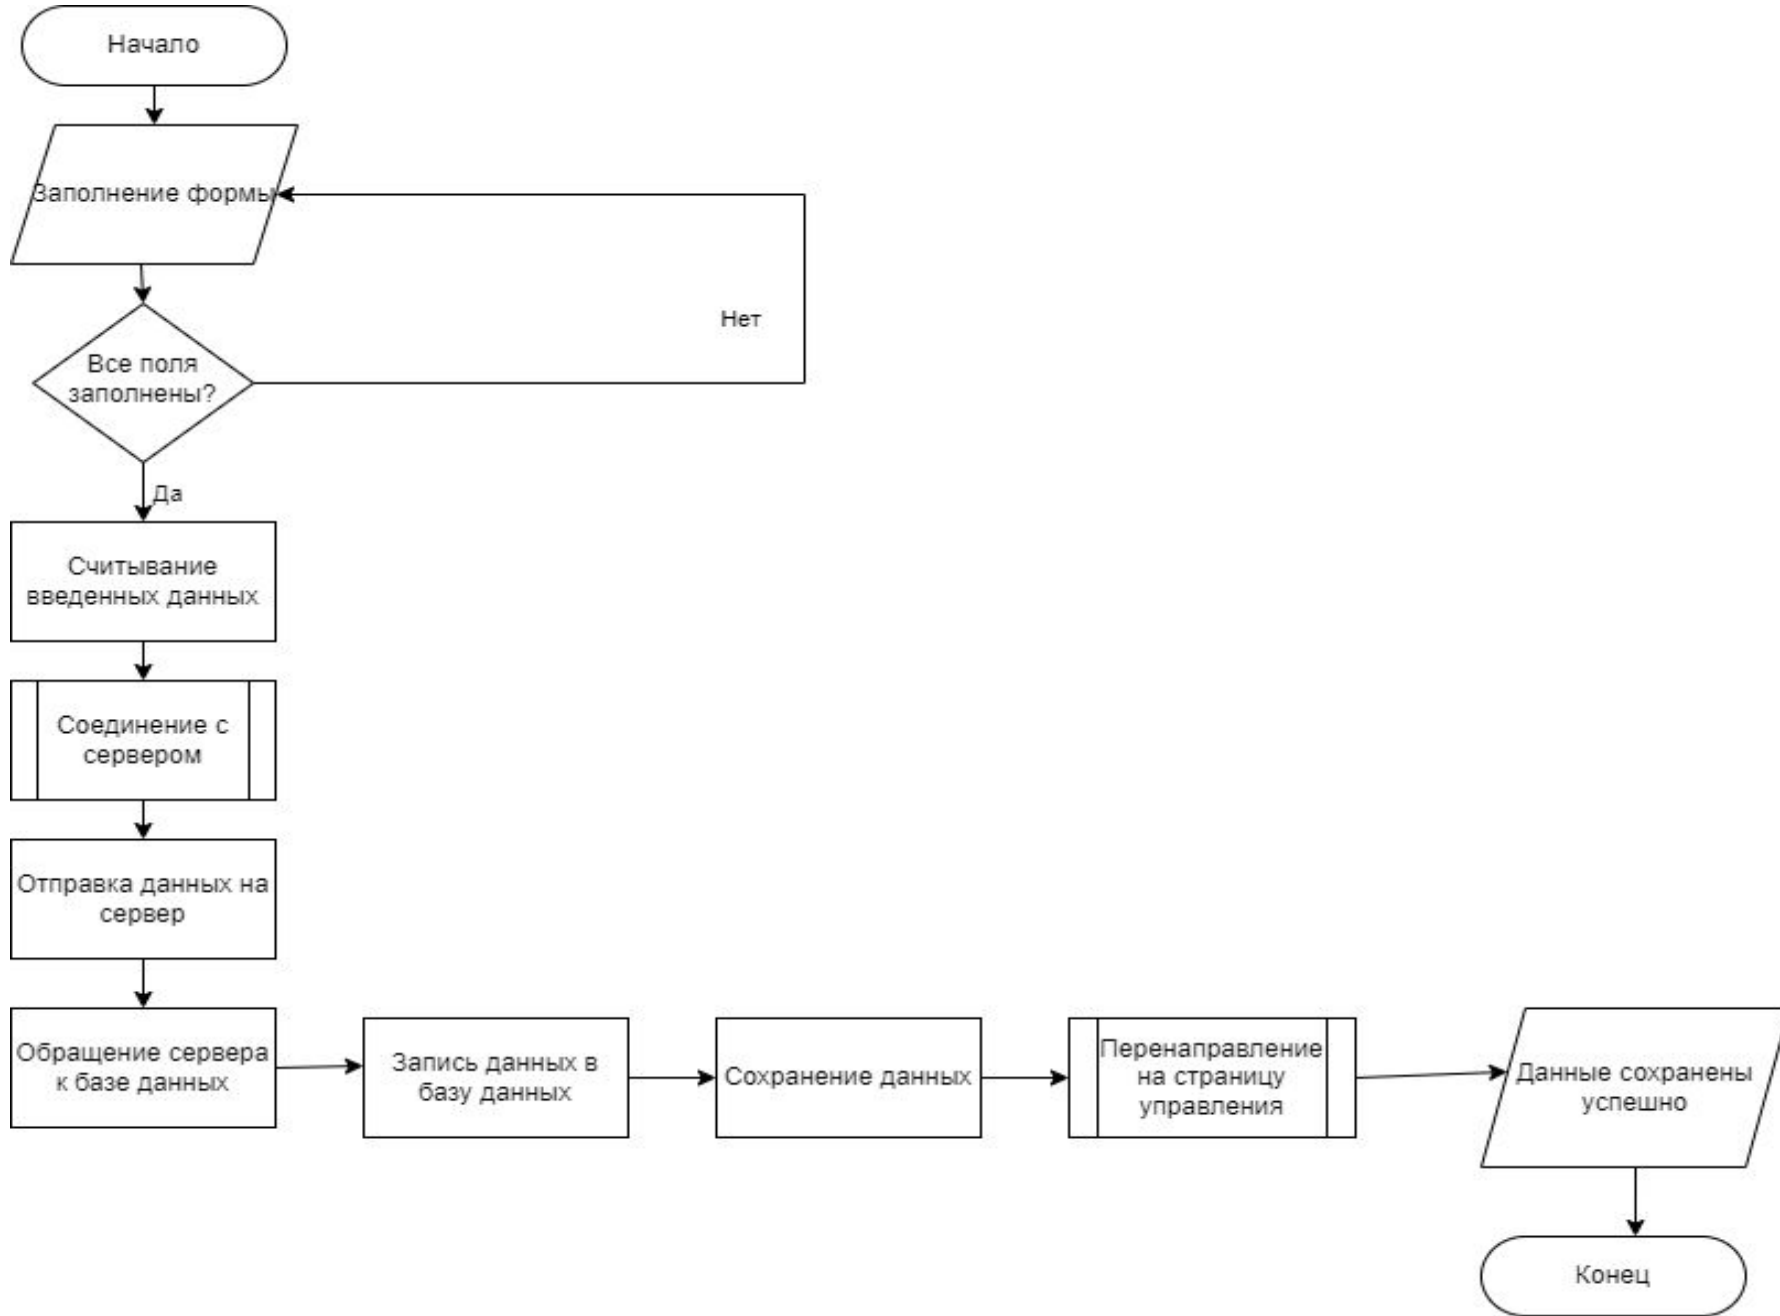 Начало
Заполнение формы
Нет
Все поля
заполнены?
Да
Считывание
введенных данных
Соединение с
сервером
Отправка данных на
сервер
Обращение сервера
к базе данных
Запись данных в
базу данных
Сохранение данных
Перенаправление
на страницу
управления
Данные сохранены
успешно
Конец